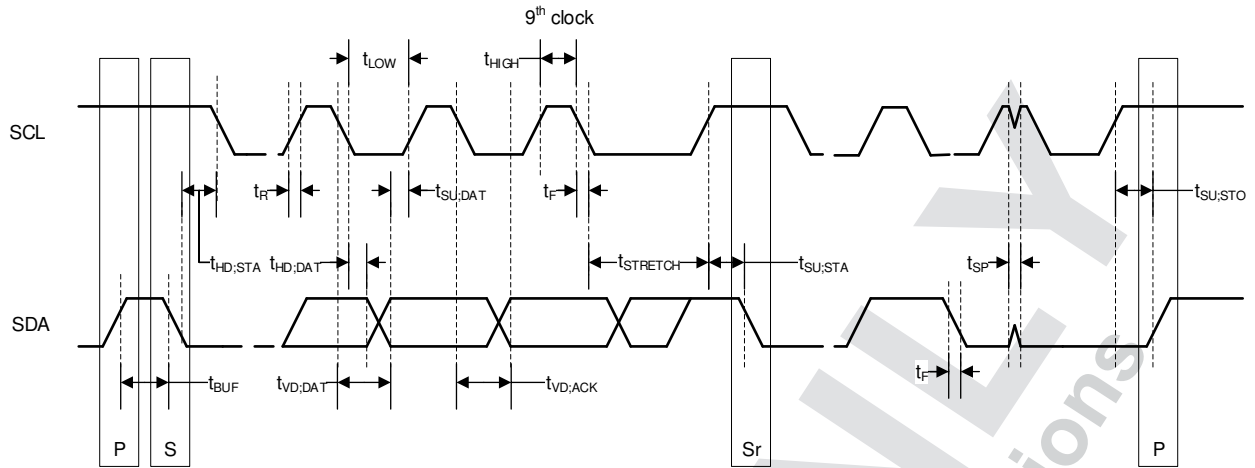 9th clock
tLOW
tHIGH
SCL
tR
tSU;DAT
tF
tSU;STO
tHD;STA
tHD;DAT
tSTRETCH
tSU;STA
tSP
SDA
tBUF
tVD;DAT
tVD;ACK
tF
P
S
Sr
P